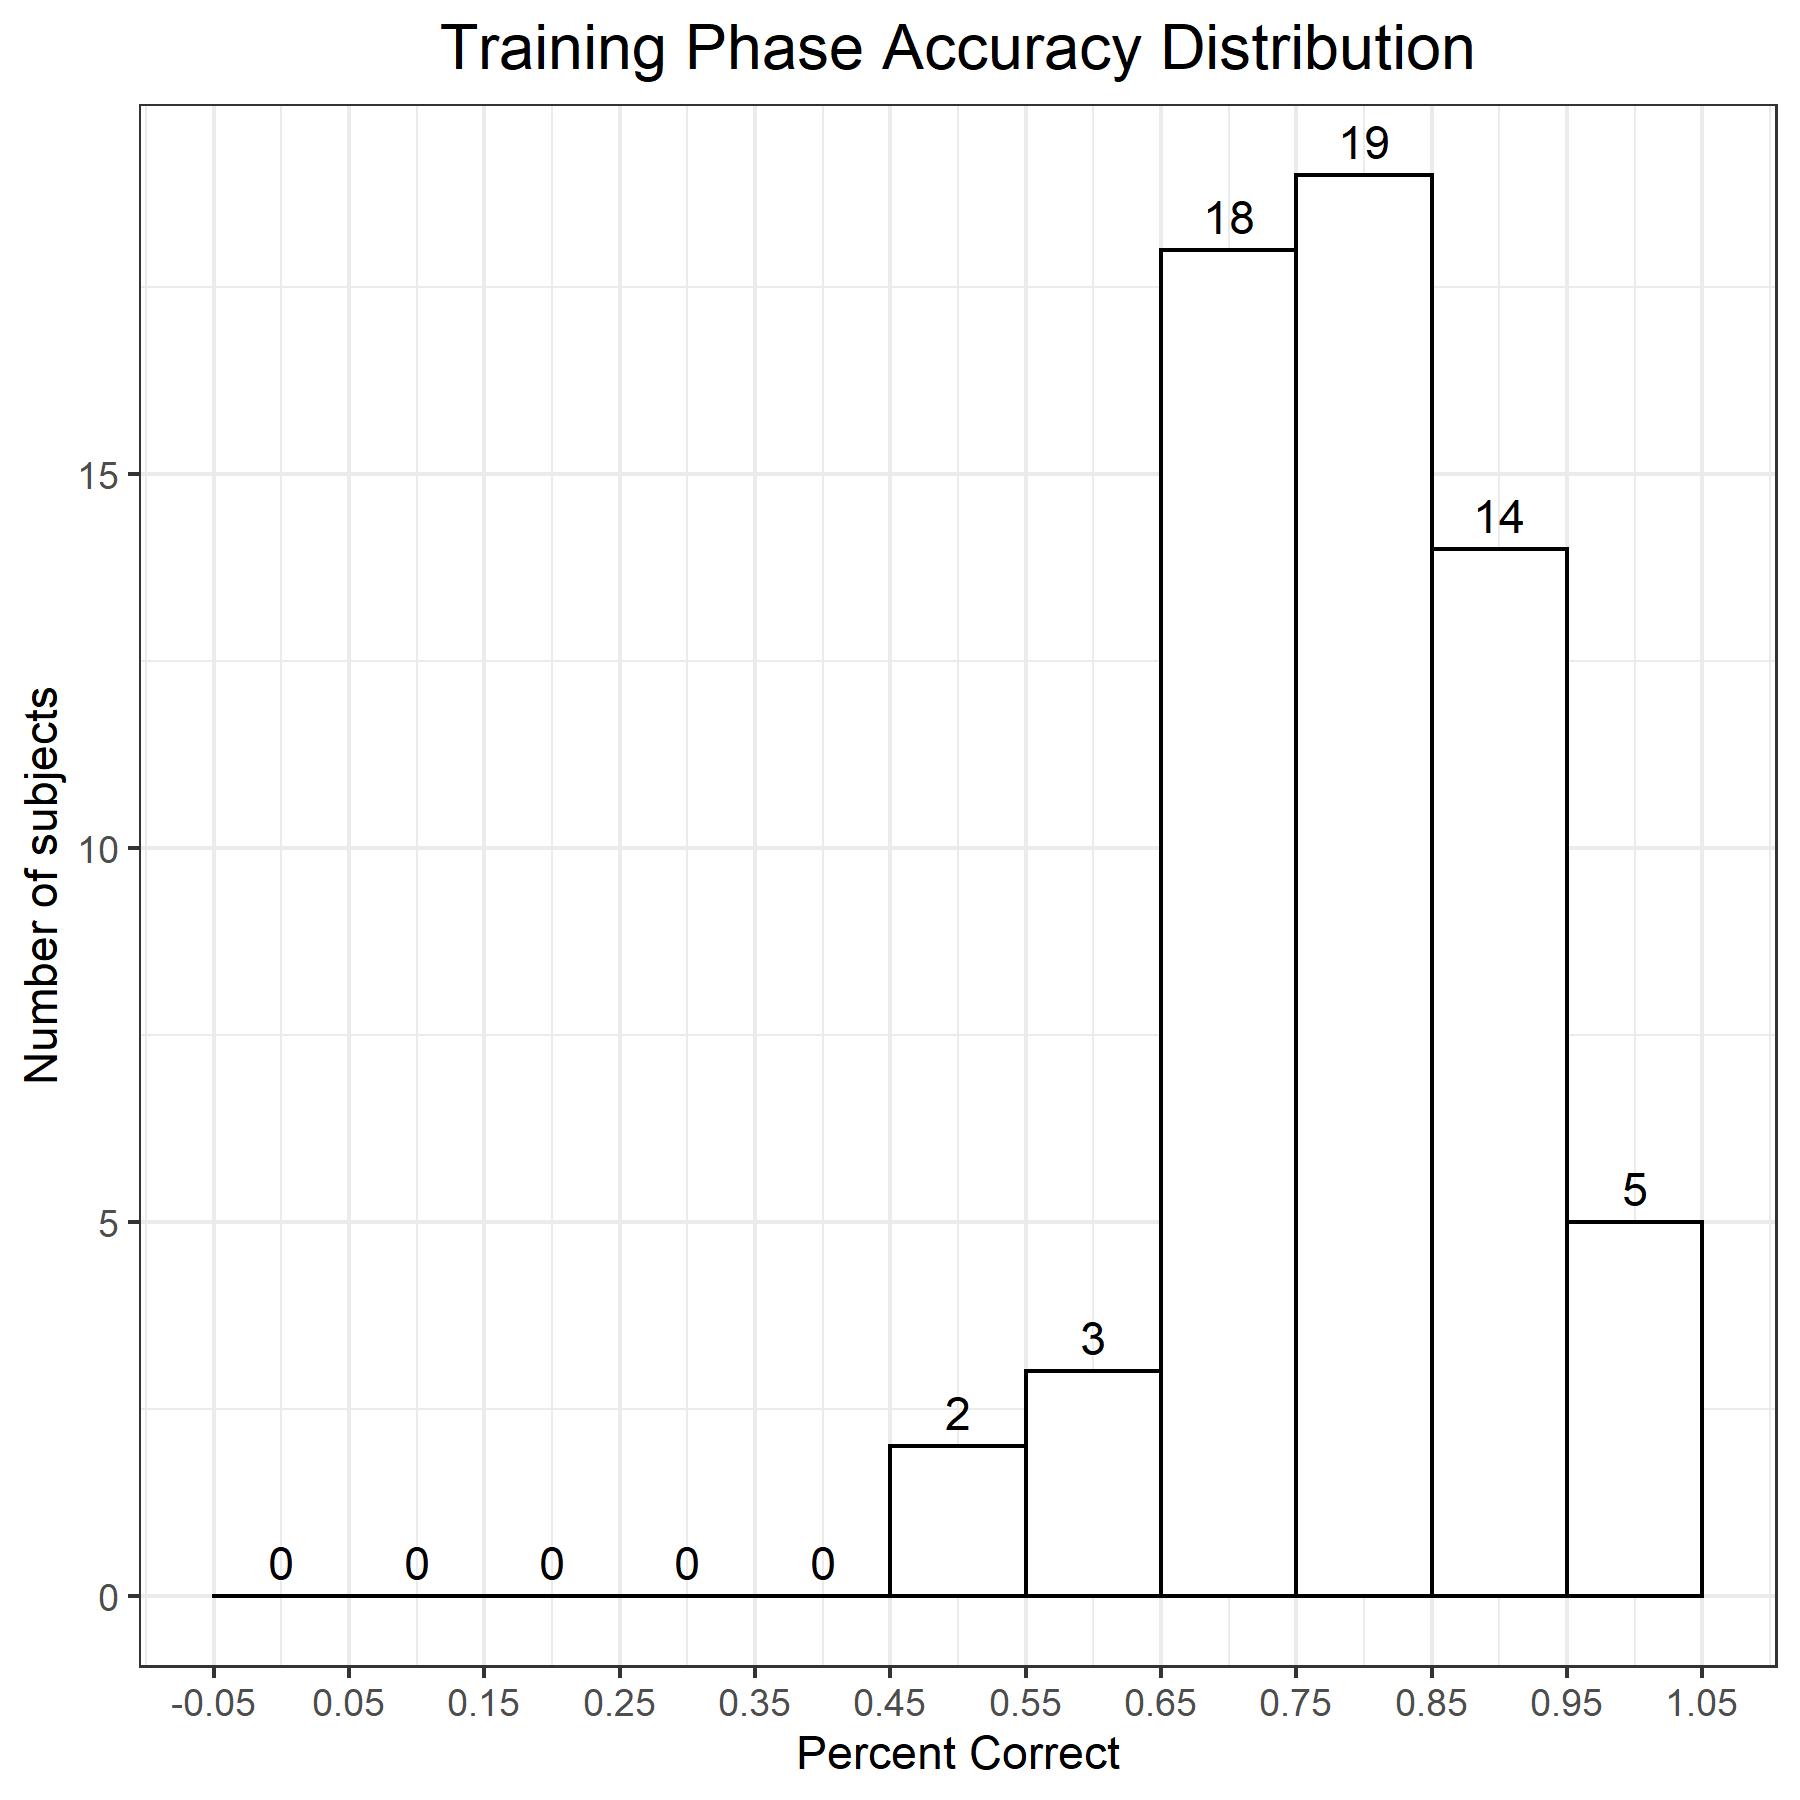 Training Phase Accuracy Distribution
19
18
15
14
10
5
5
3
2
0 0 0 0 0
0
-0.05 0.05 0.15 0.25 0.35 0.45 0.55 0.65 0.75 0.85 0.95 1.05
Percent Correct
Number of subjects